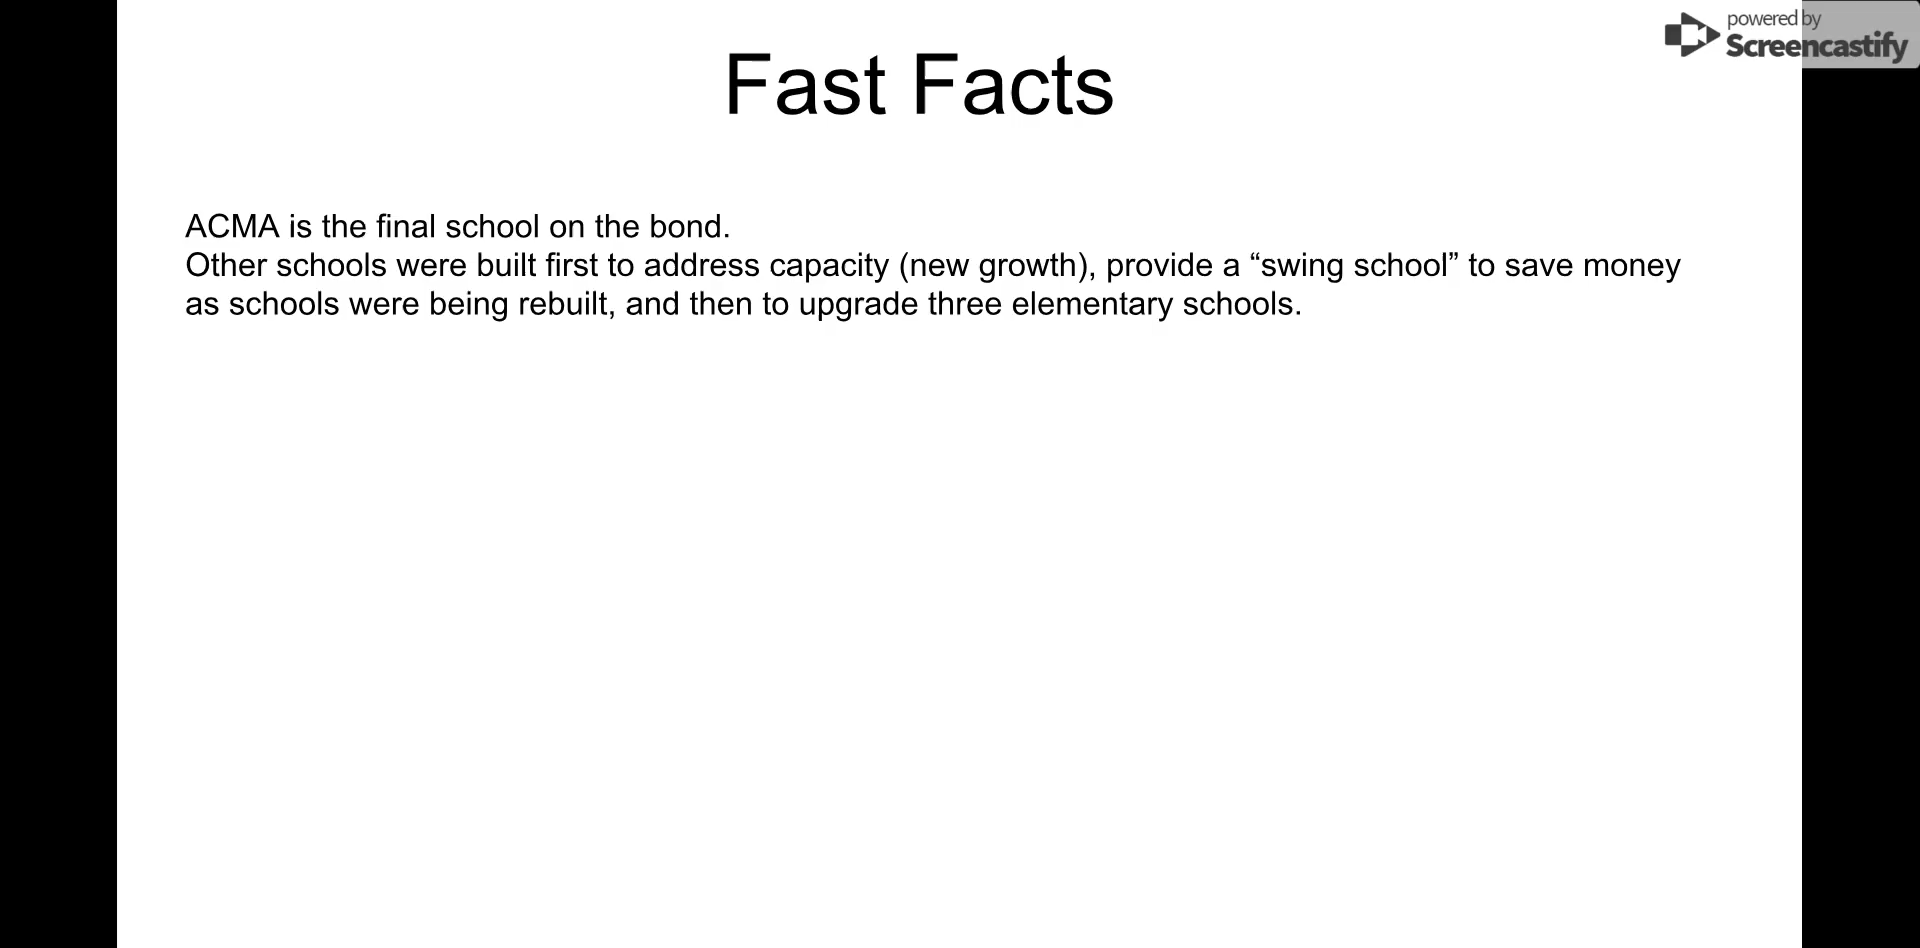 powered by
Screencastify
Fast Facts
ACMA is the final school on the bond.
Other schools were built first to address capacity (new growth), provide a “swing school” to save money
as schools were being rebuilt, and then to upgrade three elementary schools.